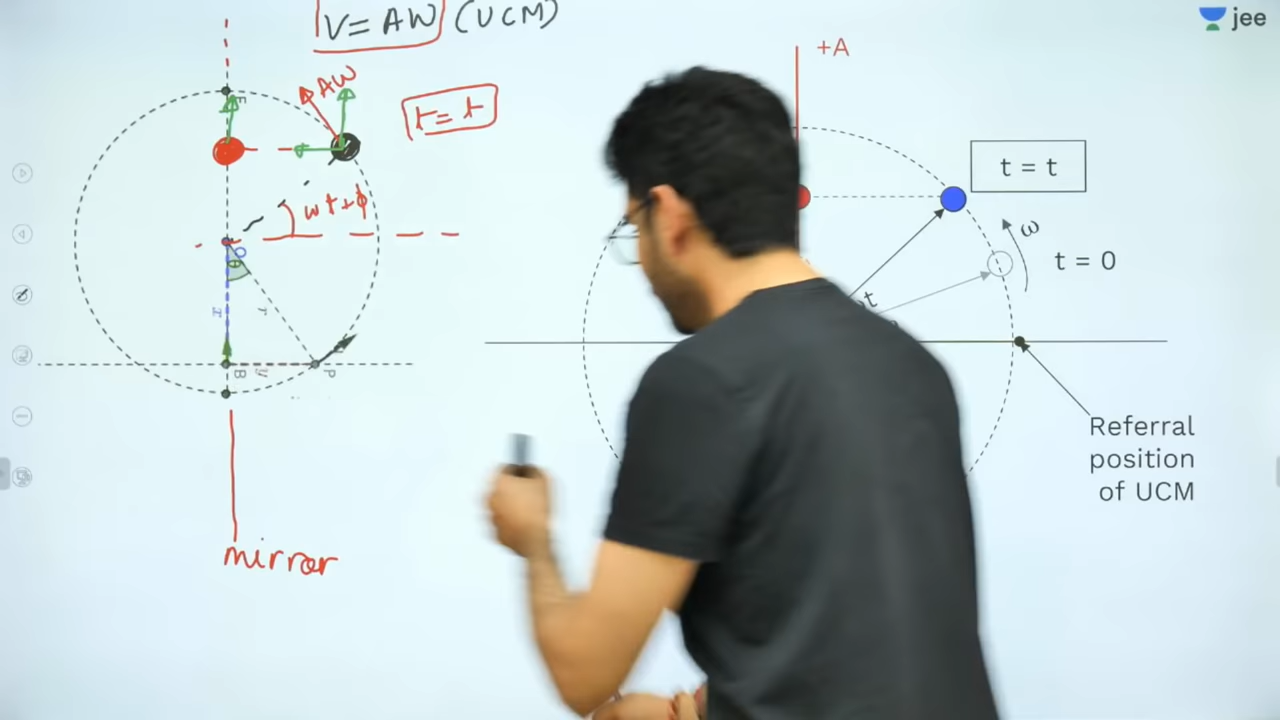 V = AW (UCM)
jee
+A
AW
t = t
t = t
ωt+ϕ
ω
t = 0
θ
x
r
t
B
y
P
Referral
position
of UCM
mirror